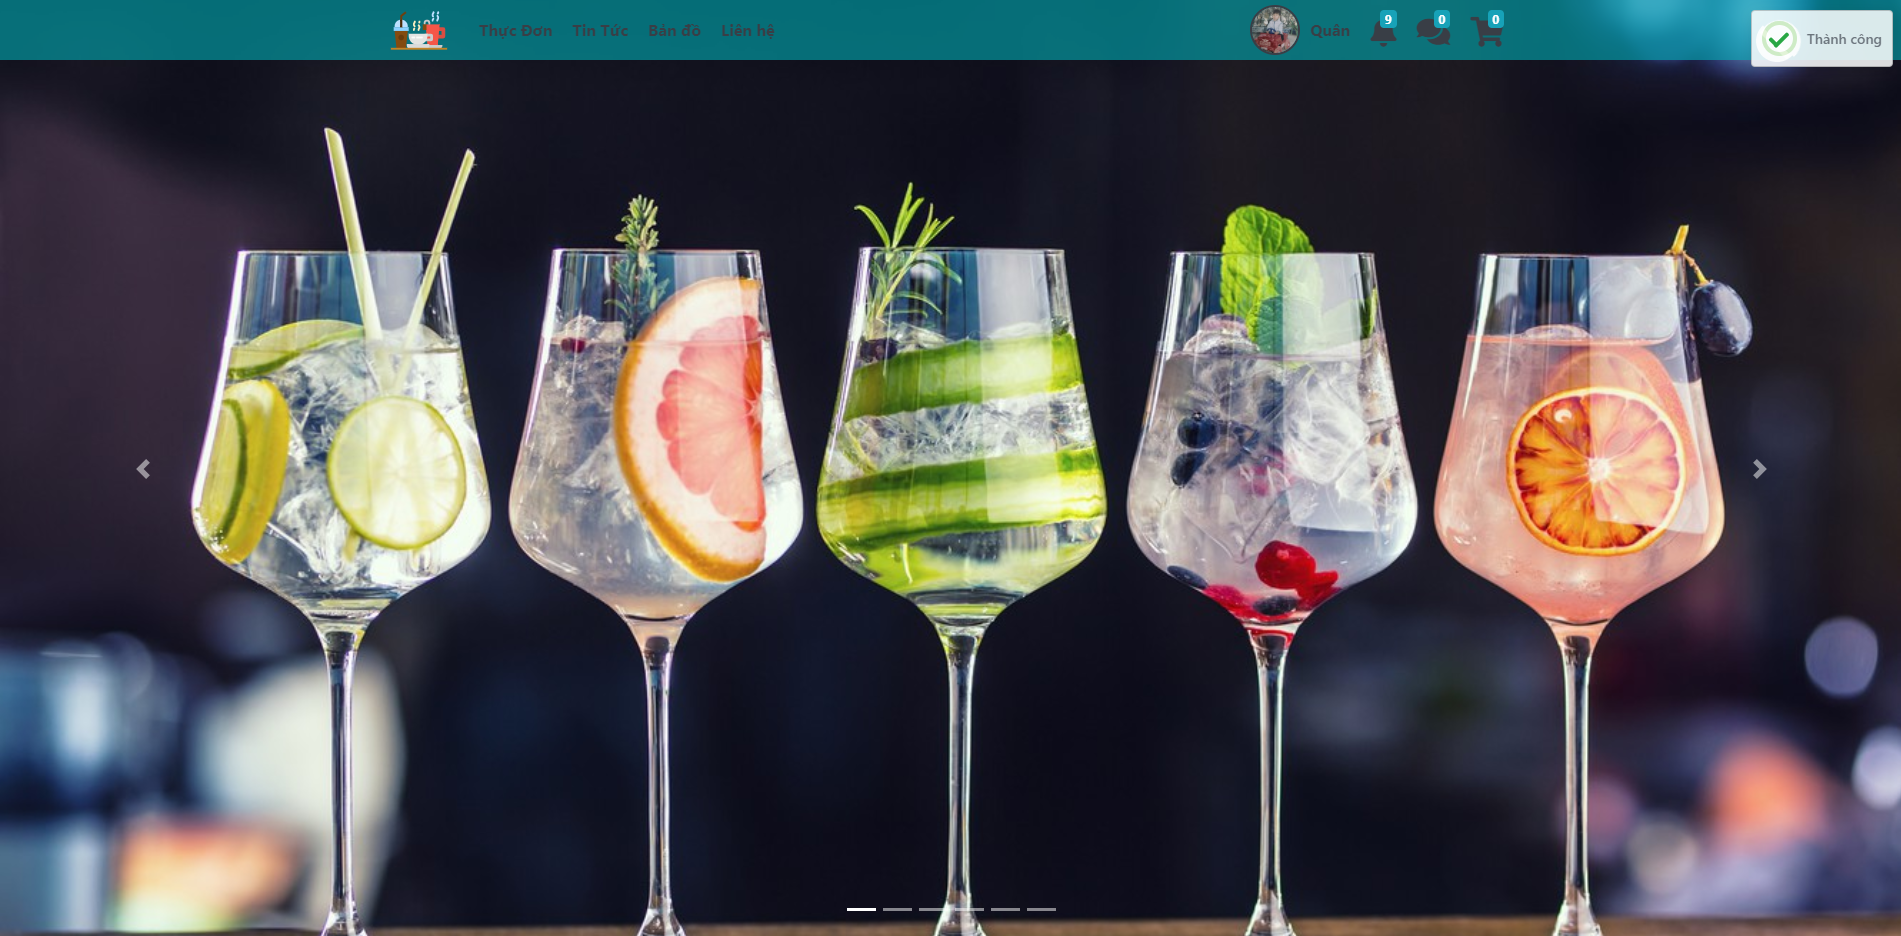 Thực Đơn Tin Tức Bản đồ Liên hệ Quân 9 0 0
Thành công